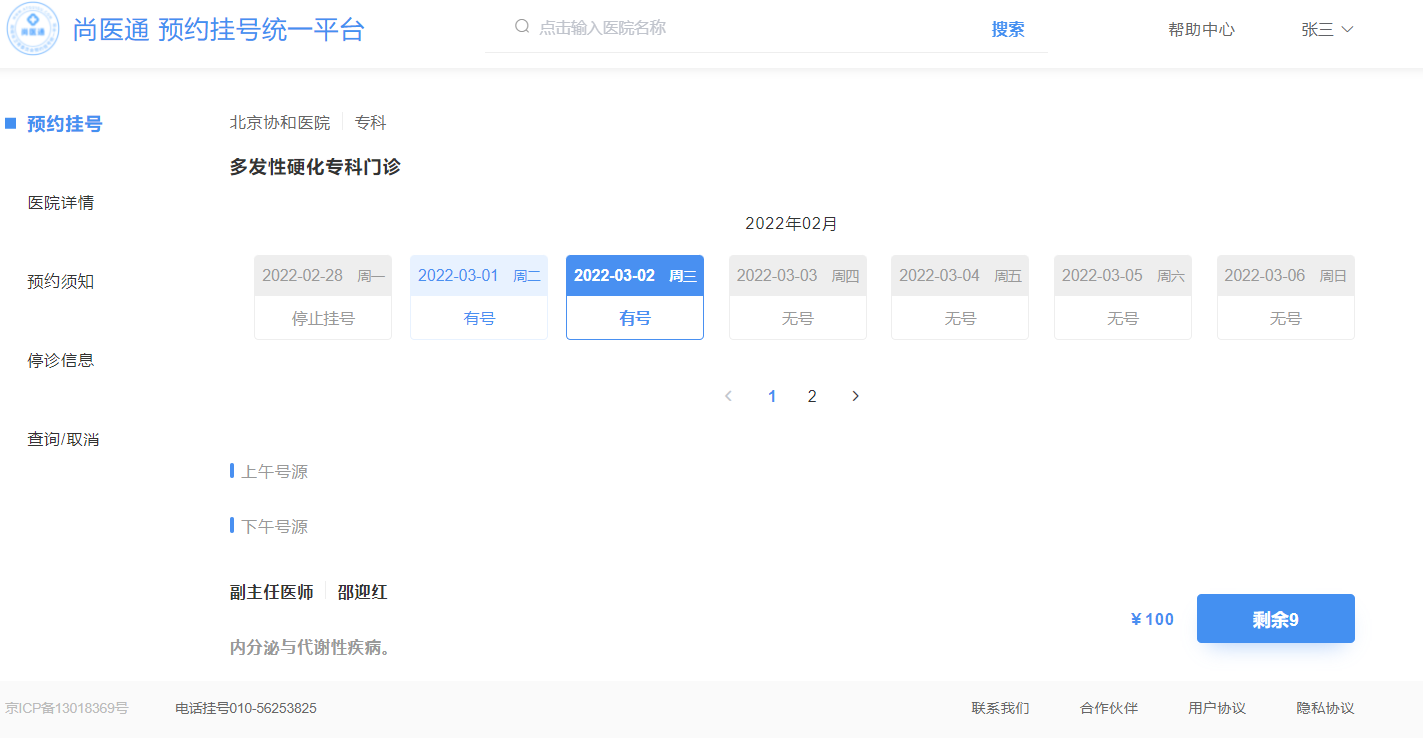 尚医通
尚医通 预约挂号统一平台
点击输入医院名称
搜索
帮助中心
张三
预约挂号
医院详情
预约须知
停诊信息
查询/取消
北京协和医院 专科
多发性硬化专科门诊
2022年02月
2022-02-28 周一
停止挂号
2022-03-01 周二
有号
2022-03-02 周三
有号
2022-03-03 周四
无号
2022-03-04 周五
无号
2022-03-05 周六
无号
2022-03-06 周日
无号
1 2
上午号源
下午号源
副主任医师 邵迎红
内分泌与代谢性疾病。
¥100
剩余9
京ICP备13018369号 电话挂号010-56253825 联系我们 合作伙伴 用户协议 隐私协议